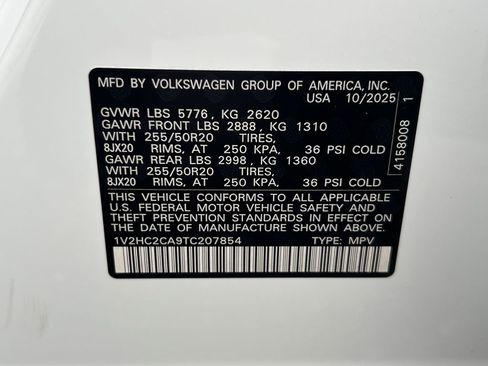 MFD BY VOLKSWAGEN GROUP OF AMERICA, INC.
USA 10/2025
GVWR LBS 5776, KG 2620
GAWR FRONT LBS 2888, KG 1310
WITH 255/50R20 TIRES,
8JX20 RIMS, AT 250 KPA, 36 PSI COLD
GAWR REAR LBS 2998, KG 1360
WITH 255/50R20 TIRES,
8JX20 RIMS, AT 250 KPA, 36 PSI COLD
THIS VEHICLE CONFORMS TO ALL APPLICABLE
U.S. FEDERAL MOTOR VEHICLE SAFETY AND
THEFT PREVENTION STANDARDS IN EFFECT ON
THE DATE OF MANUFACTURE SHOWN ABOVE.
1V2HC2CA9TC207854 TYPE: MPV
4158008 1